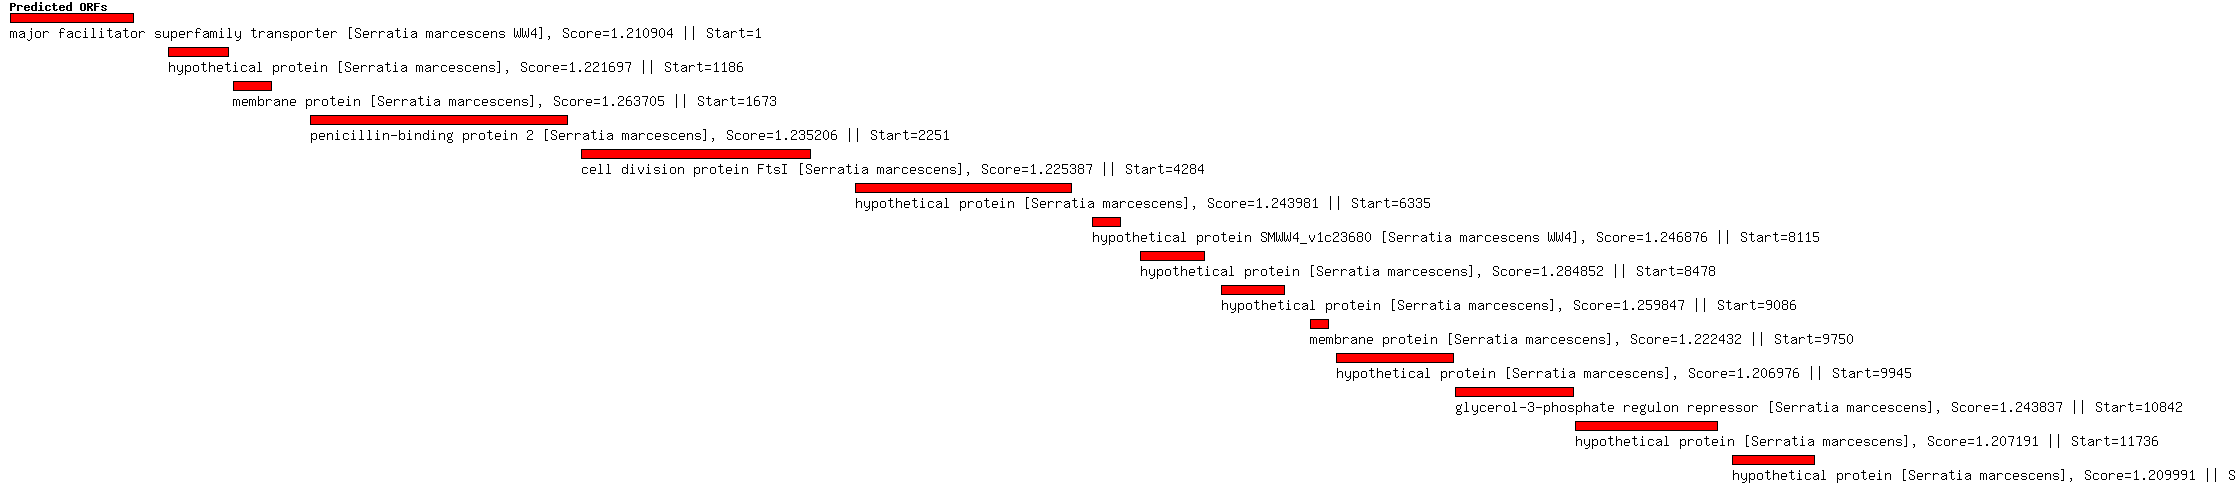 Predicted ORFs
major facilitator superfamily transporter [Serratia marcescens WW4], Score=1.210904 || Start=1
hypothetical protein [Serratia marcescens], Score=1.221697 || Start=1186
membrane protein [Serratia marcescens], Score=1.263705 || Start=1673
penicillin-binding protein 2 [Serratia marcescens], Score=1.235206 || Start=2251
cell division protein FtsI [Serratia marcescens], Score=1.225387 || Start=4284
hypothetical protein [Serratia marcescens], Score=1.243981 || Start=6335
hypothetical protein SMWW4_v1c23680 [Serratia marcescens WW4], Score=1.246876 || Start=8115
hypothetical protein [Serratia marcescens], Score=1.284852 || Start=8478
hypothetical protein [Serratia marcescens], Score=1.259847 || Start=9086
membrane protein [Serratia marcescens], Score=1.222432 || Start=9750
hypothetical protein [Serratia marcescens], Score=1.206976 || Start=9945
glycerol-3-phosphate regulon repressor [Serratia marcescens], Score=1.243837 || Start=10842
hypothetical protein [Serratia marcescens], Score=1.207191 || Start=11736
hypothetical protein [Serratia marcescens], Score=1.209991 || S